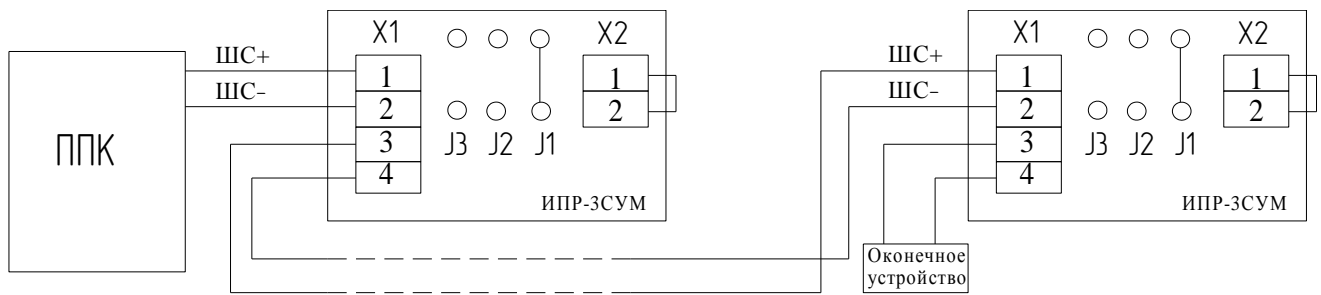 ППК
ШС+
ШС-
X1
1
2
3
4
J3 J2 J1
X2
1
2
ИПР-3СУМ
ШС+
ШС-
X1
1
2
3
4
J3 J2 J1
X2
1
2
ИПР-3СУМ
Оконечное
устройство